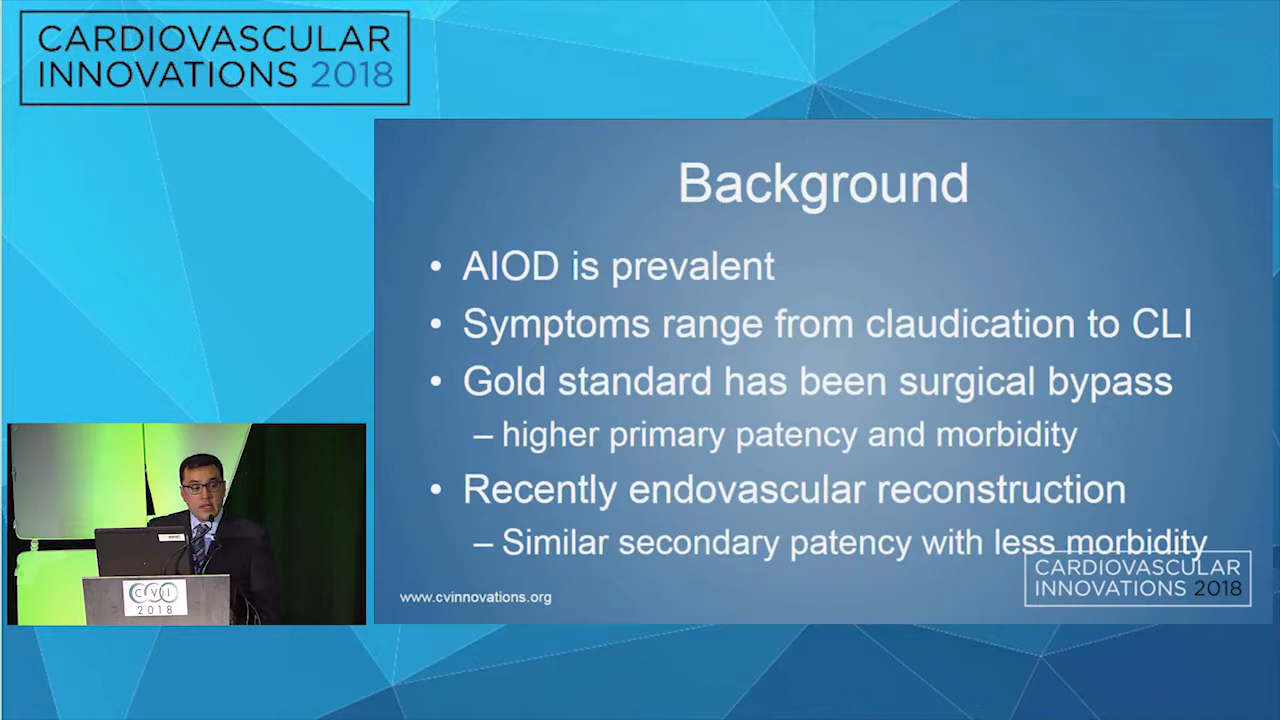 CARDIOVASCULAR
INNOVATIONS 2018
Background
• AIOD is prevalent
• Symptoms range from claudication to CLI
• Gold standard has been surgical bypass
– higher primary patency and morbidity
• Recently endovascular reconstruction
– Similar secondary patency with less morbidity
CARDIOVASCULAR
INNOVATIONS 2018
www.cvinnovations.org
CVI
2018